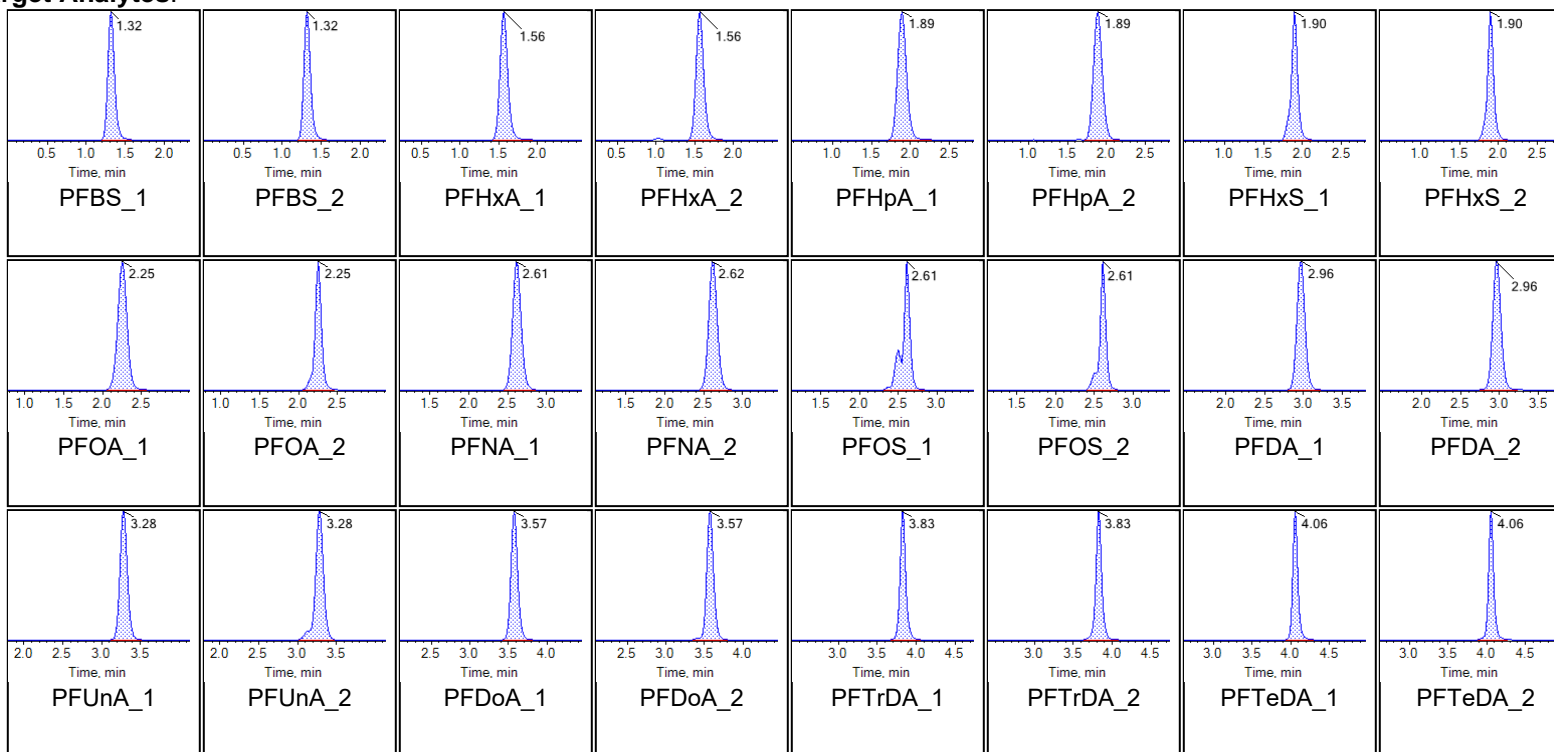 rget Analytes:
1.32 1.32 1.56 1.56 1.89 1.89 1.90 1.90
0.5 1.0 1.5 2.0 0.5 1.0 1.5 2.0 0.5 1.0 1.5 2.0 0.5 1.0 1.5 2.0 1.0 1.5 2.0 2.5 1.0 1.5 2.0 2.5 1.0 1.5 2.0 2.5 1.0 1.5 2.0 2.5
Time, min Time, min Time, min Time, min Time, min Time, min Time, min Time, min
PFBS_1 PFBS_2 PFHxA_1 PFHxA_2 PFHpA_1 PFHpA_2 PFHxS_1 PFHxS_2
2.25 2.25 2.61 2.62 2.61 2.61 2.96 2.96
1.0 1.5 2.0 2.5 1.0 1.5 2.0 2.5 1.5 2.0 2.5 3.0 1.5 2.0 2.5 3.0 1.5 2.0 2.5 3.0 1.5 2.0 2.5 3.0 2.0 2.5 3.0 3.5 2.0 2.5 3.0 3.5
Time, min Time, min Time, min Time, min Time, min Time, min Time, min Time, min
PFOA_1 PFOA_2 PFNA_1 PFNA_2 PFOS_1 PFOS_2 PFDA_1 PFDA_2
3.28 3.28 3.57 3.57 3.83 3.83 4.06 4.06
2.0 2.5 3.0 3.5 2.0 2.5 3.0 3.5 2.5 3.0 3.5 4.0 2.5 3.0 3.5 4.0 3.0 3.5 4.0 4.5 3.0 3.5 4.0 4.5 3.0 3.5 4.0 4.5 3.0 3.5 4.0 4.5
Time, min Time, min Time, min Time, min Time, min Time, min Time, min Time, min
PFUnA_1 PFUnA_2 PFDoA_1 PFDoA_2 PFTrDA_1 PFTrDA_2 PFTeDA_1 PFTeDA_2